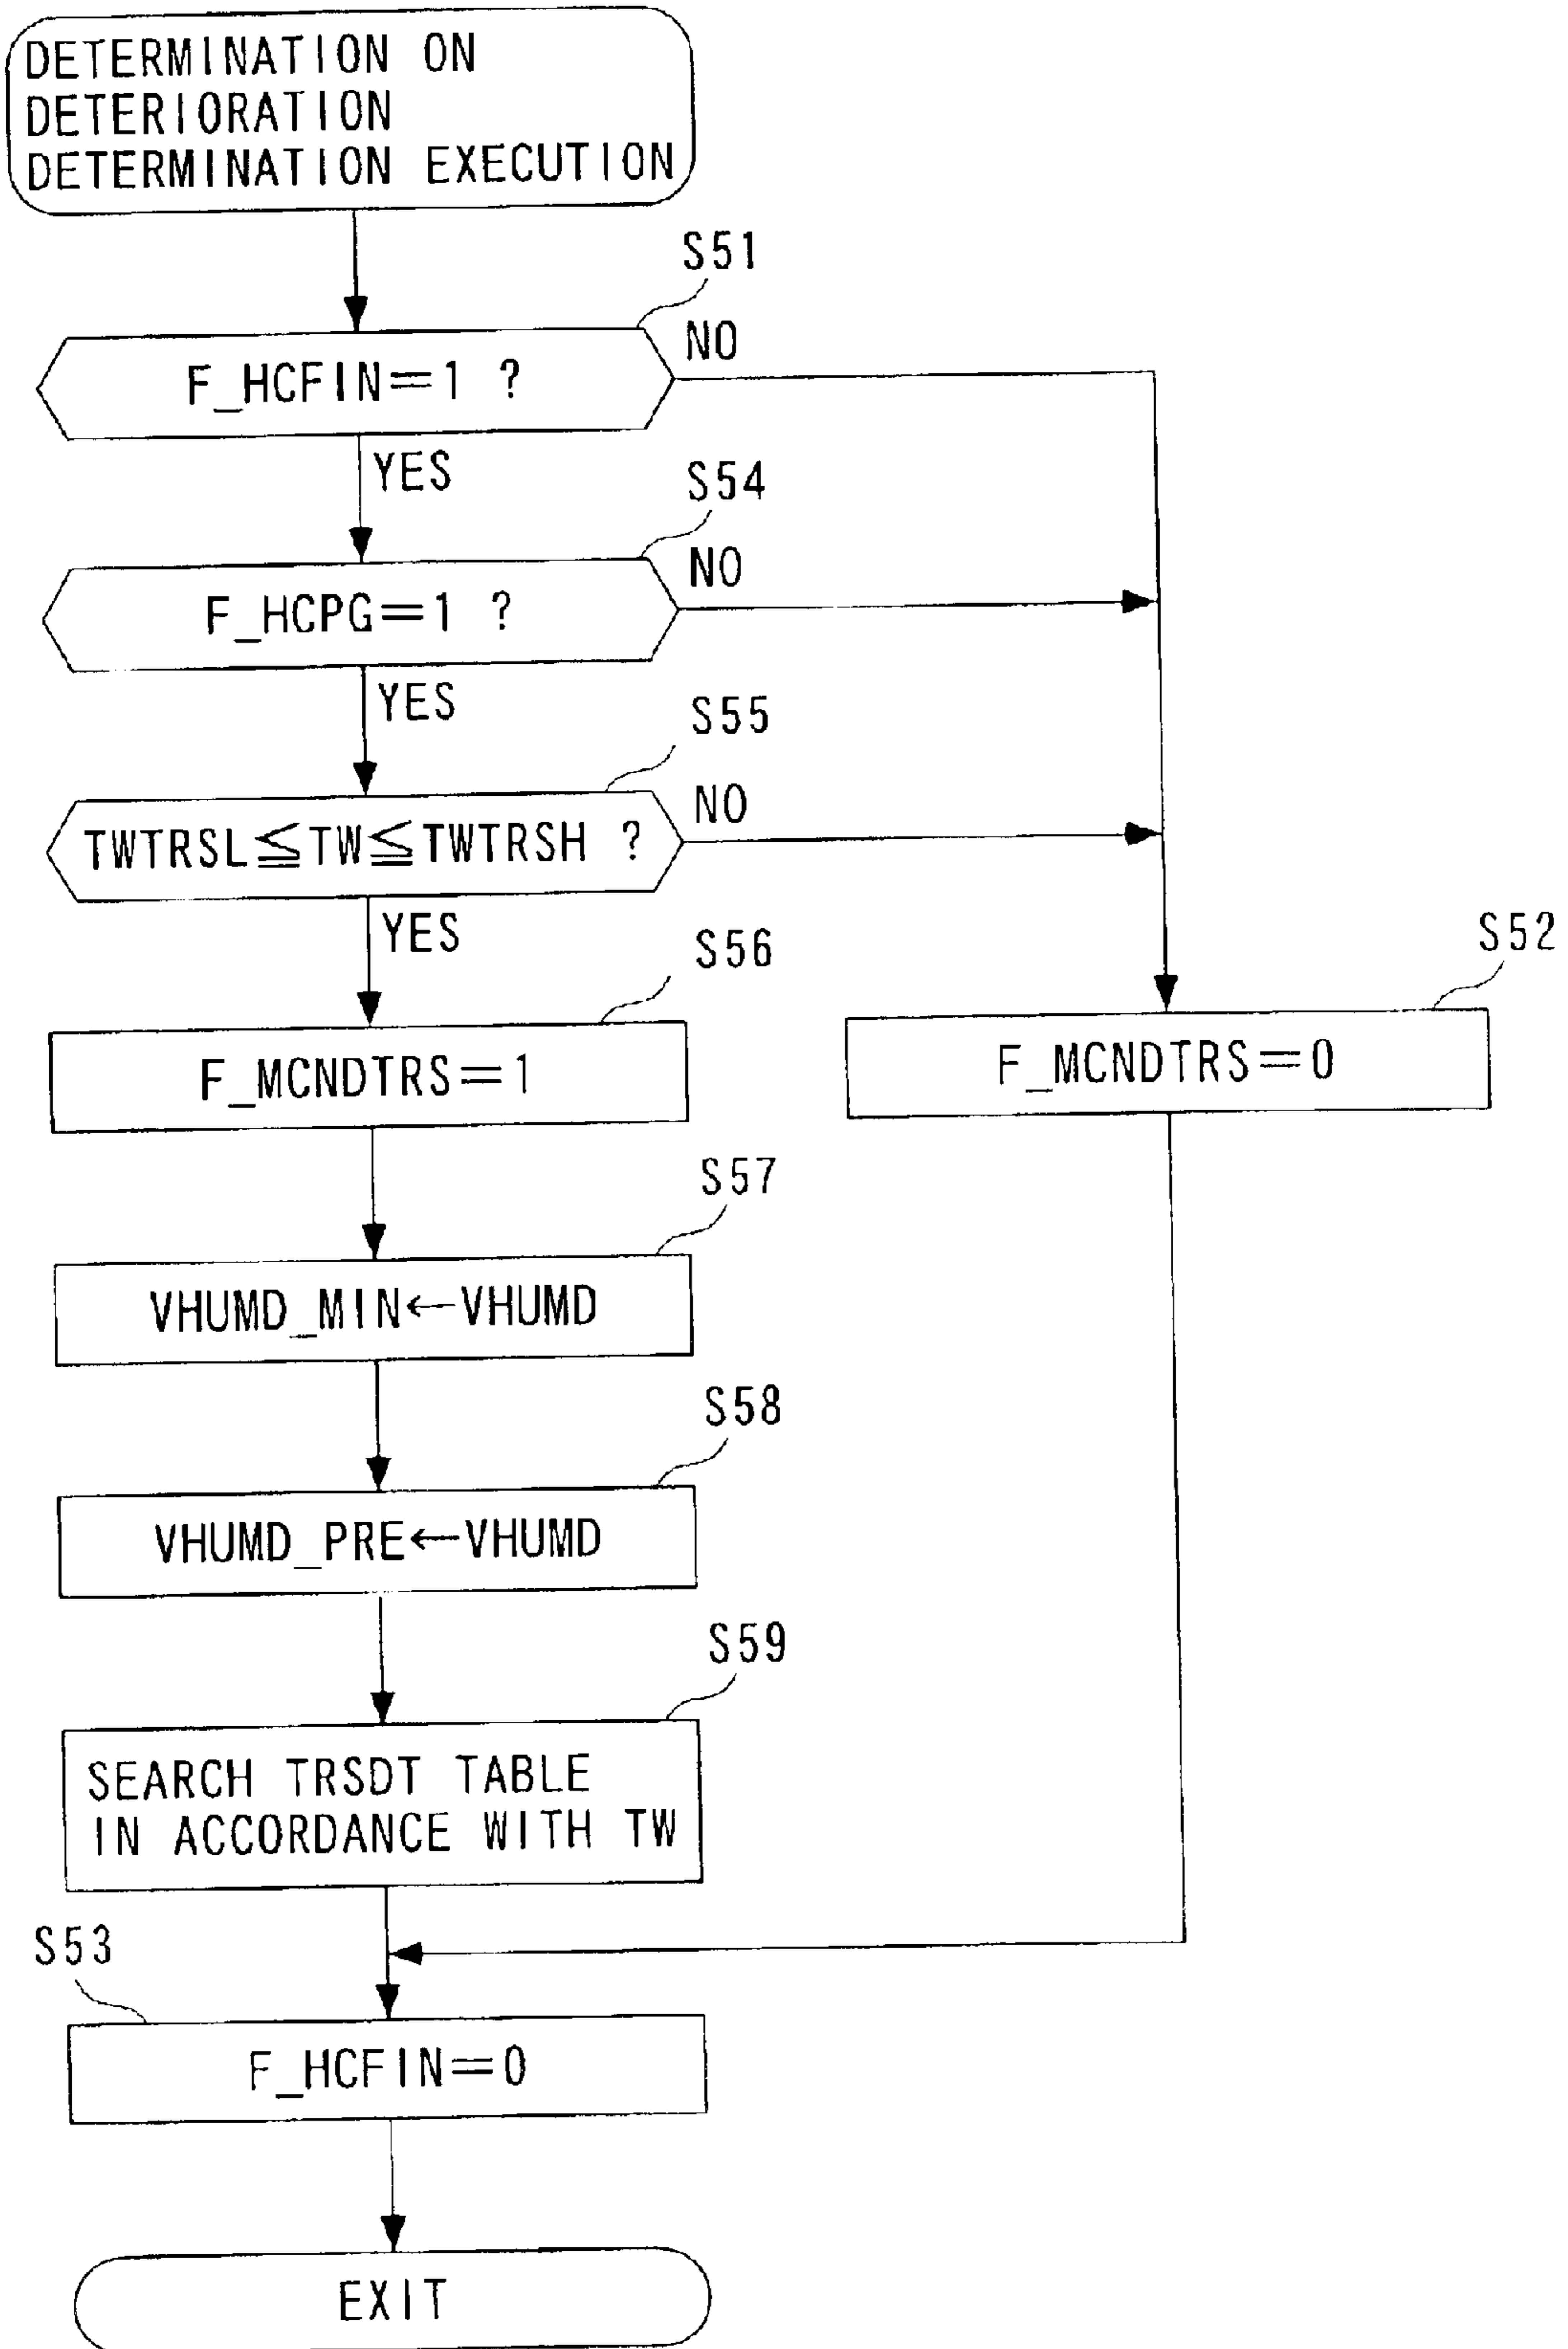 DETERMINATION ON
DETERIORATION
DETERMINATION EXECUTION
S51
F_HCFIN=1 ?
NO
YES
S54
F_HCPG=1 ?
NO
YES
S55
TWTRSL≦TW≦TWTRSH ?
NO
YES
S56
F_MCNDTRS=1
S52
F_MCNDTRS=0
S57
VHUMD_MIN←VHUMD
S58
VHUMD_PRE←VHUMD
S59
SEARCH TRSDT TABLE
IN ACCORDANCE WITH TW
S53
F_HCFIN=0
EXIT